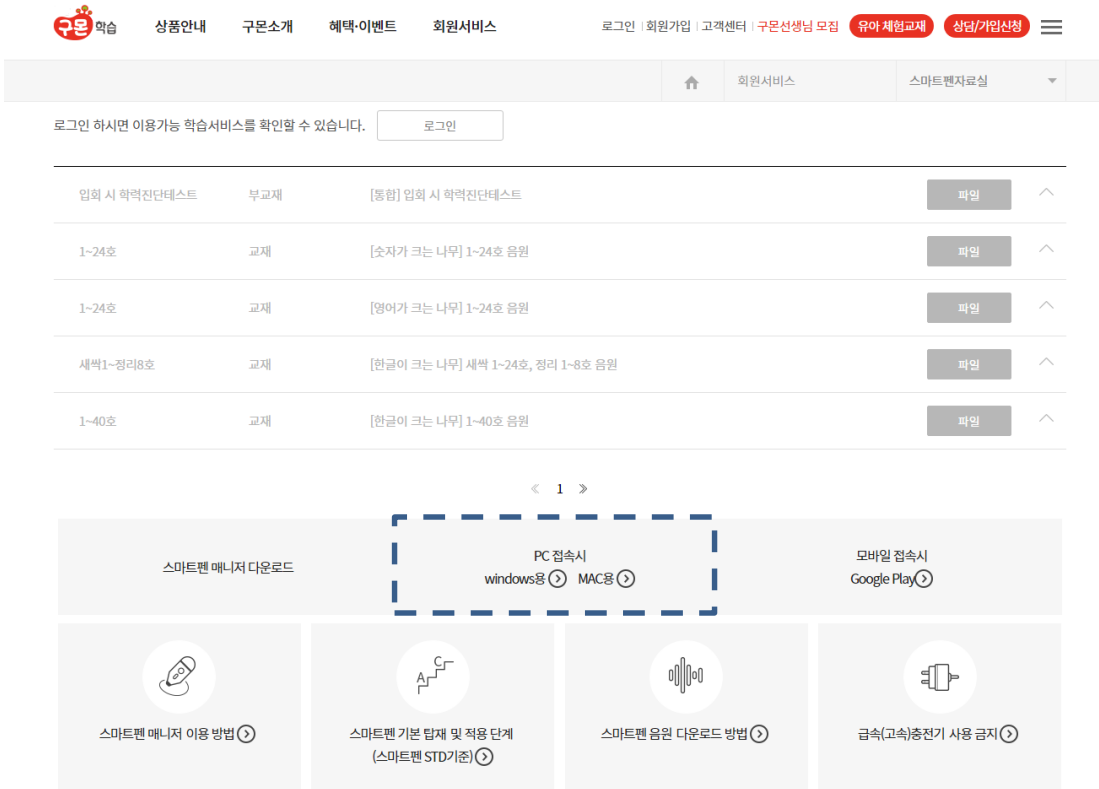 구몬학습 상품안내 구몬소개 혜택·이벤트 회원서비스 로그인 회원가입 고객센터 구몬선생님 모집 유아 체험교재 상담/가입신청
회원서비스 스마트펜자료실
로그인 하시면 이용가능 학습서비스를 확인할 수 있습니다. 로그인
입회 시 학력진단테스트 부교재 [통합] 입회 시 학력진단테스트 파일
1~24호 교재 [숫자가 크는 나무] 1~24호 음원 파일
1~24호 교재 [영어가 크는 나무] 1~24호 음원 파일
새싹1~정리8호 교재 [한글이 크는 나무] 새싹 1~24호, 정리 1~8호 음원 파일
1~40호 교재 [한글이 크는 나무] 1~40호 음원 파일
1
스마트펜 매니저 다운로드
PC 접속시
windows용 MAC용
모바일 접속시
Google Play
스마트펜 매니저 이용 방법
A C
스마트펜 기본 탑재 및 적용 단계
(스마트펜 STD기준)
스마트펜 음원 다운로드 방법
급속(고속)충전기 사용 금지